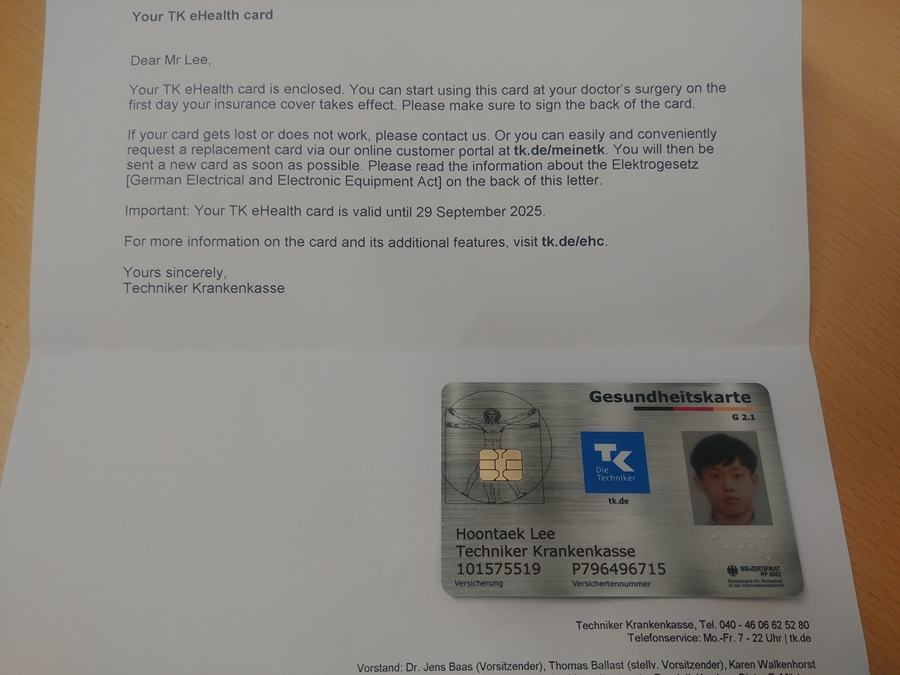 Your TK eHealth card
Dear Mr Lee,
Your TK eHealth card is enclosed. You can start using this card at your doctor's surgery on the
first day your insurance cover takes effect. Please make sure to sign the back of the card.
If your card gets lost or does not work, please contact us. Or you can easily and conveniently
request a replacement card via our online customer portal at tk.de/meinetk. You will then be
sent a new card as soon as possible. Please read the information about the Elektrogesetz
[German Electrical and Electronic Equipment Act] on the back of this letter.
Important: Your TK eHealth card is valid until 29 September 2025.
For more information on the card and its additional features, visit tk.de/ehc.
Yours sincerely,
Techniker Krankenkasse
Gesundheitskarte
G 2.1
TK
Die
Techniker
tk.de
Hoontaek Lee
Techniker Krankenkasse
101575519 P796496715
Versicherung Versichertennummer
BSI-ZERTIFIKAT
Bundesamt für Sicherheit
in der Informationstechnik
Techniker Krankenkasse, Tel. 040 - 46 06 62 52 80
Telefonservice: Mo.-Fr. 7 - 22 Uhr | tk.de
Vorstand: Dr. Jens Baas (Vorsitzender), Thomas Ballast (stellv. Vorsitzender), Karen Walkenhorst